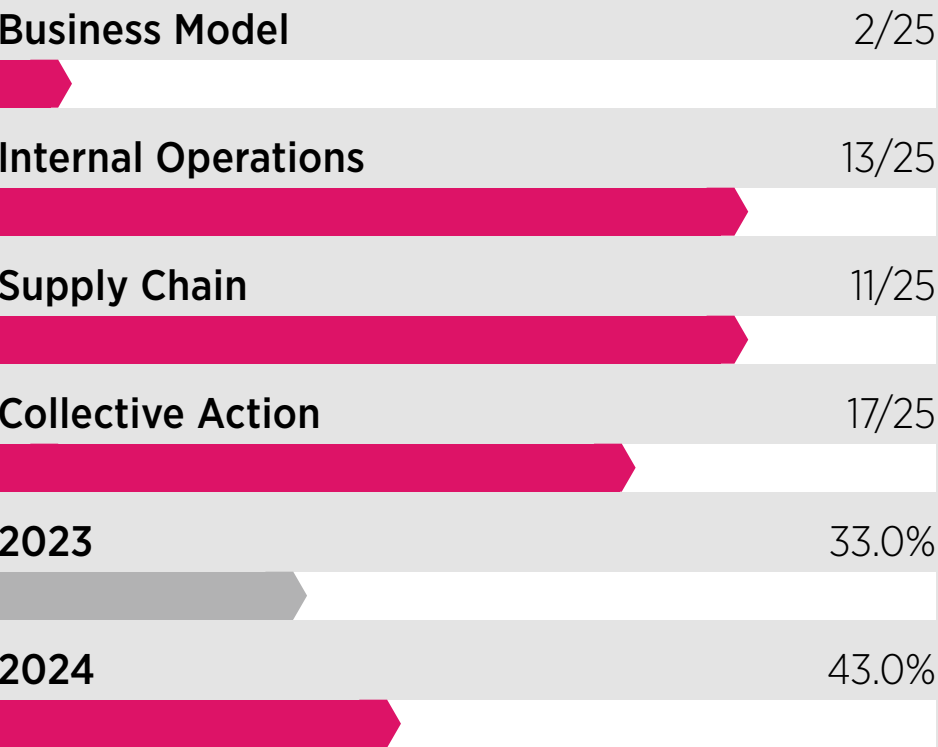 Business Model 2/25
Internal Operations 13/25
Supply Chain 11/25
Collective Action 17/25
2023 33.0%
2024 43.0%